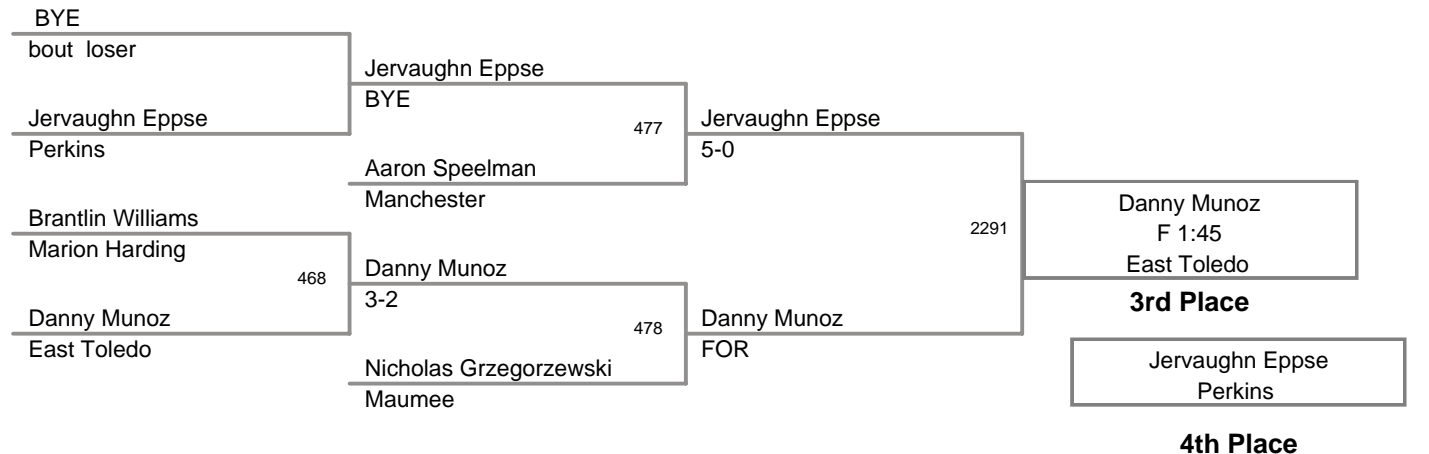 BYE
bout loser
Jervaughn Eppse
BYE
Jervaughn Eppse
Perkins
477
Jervaughn Eppse
5-0
Aaron Speelman
Manchester
Brantlin Williams
Marion Harding
468
Danny Munoz
3-2
Danny Munoz
East Toledo
478
Danny Munoz
FOR
Nicholas Grzegorzewski
Maumee
2291
Danny Munoz
F 1:45
East Toledo
3rd Place
Jervaughn Eppse
Perkins
4th Place